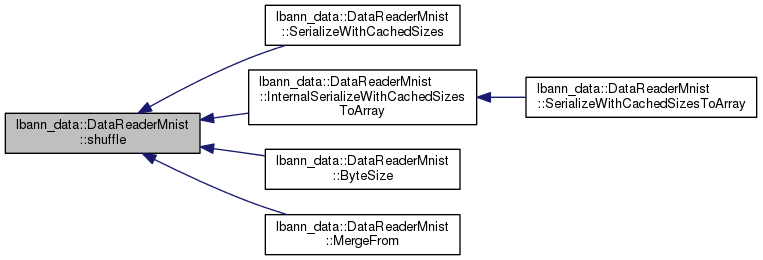 lbann_data::DataReaderMnist
::SerializeWithCachedSizes
lbann_data::DataReaderMnist
::InternalSerializeWithCachedSizes
ToArray
lbann_data::DataReaderMnist
::SerializeWithCachedSizesToArray
lbann_data::DataReaderMnist
::shuffle
lbann_data::DataReaderMnist
::ByteSize
lbann_data::DataReaderMnist
::MergeFrom